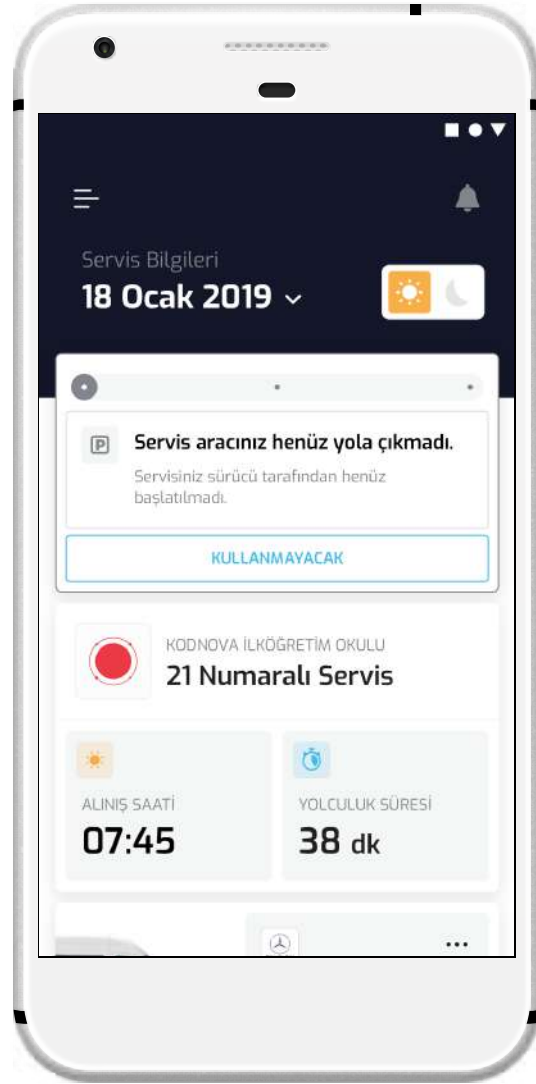 Servis Bilgileri
18 Ocak 2019
P
Servis aracınız henüz yola çıkmadı.
Servisiniz sürücü tarafından henüz
başlatılmadı.
KULLANMAYACAK
KODNOVA İLKÖĞRETİM OKULU
21 Numaralı Servis
ALINIŞ SAATİ
YOLCULUK SÜRESİ
07:45
38 dk